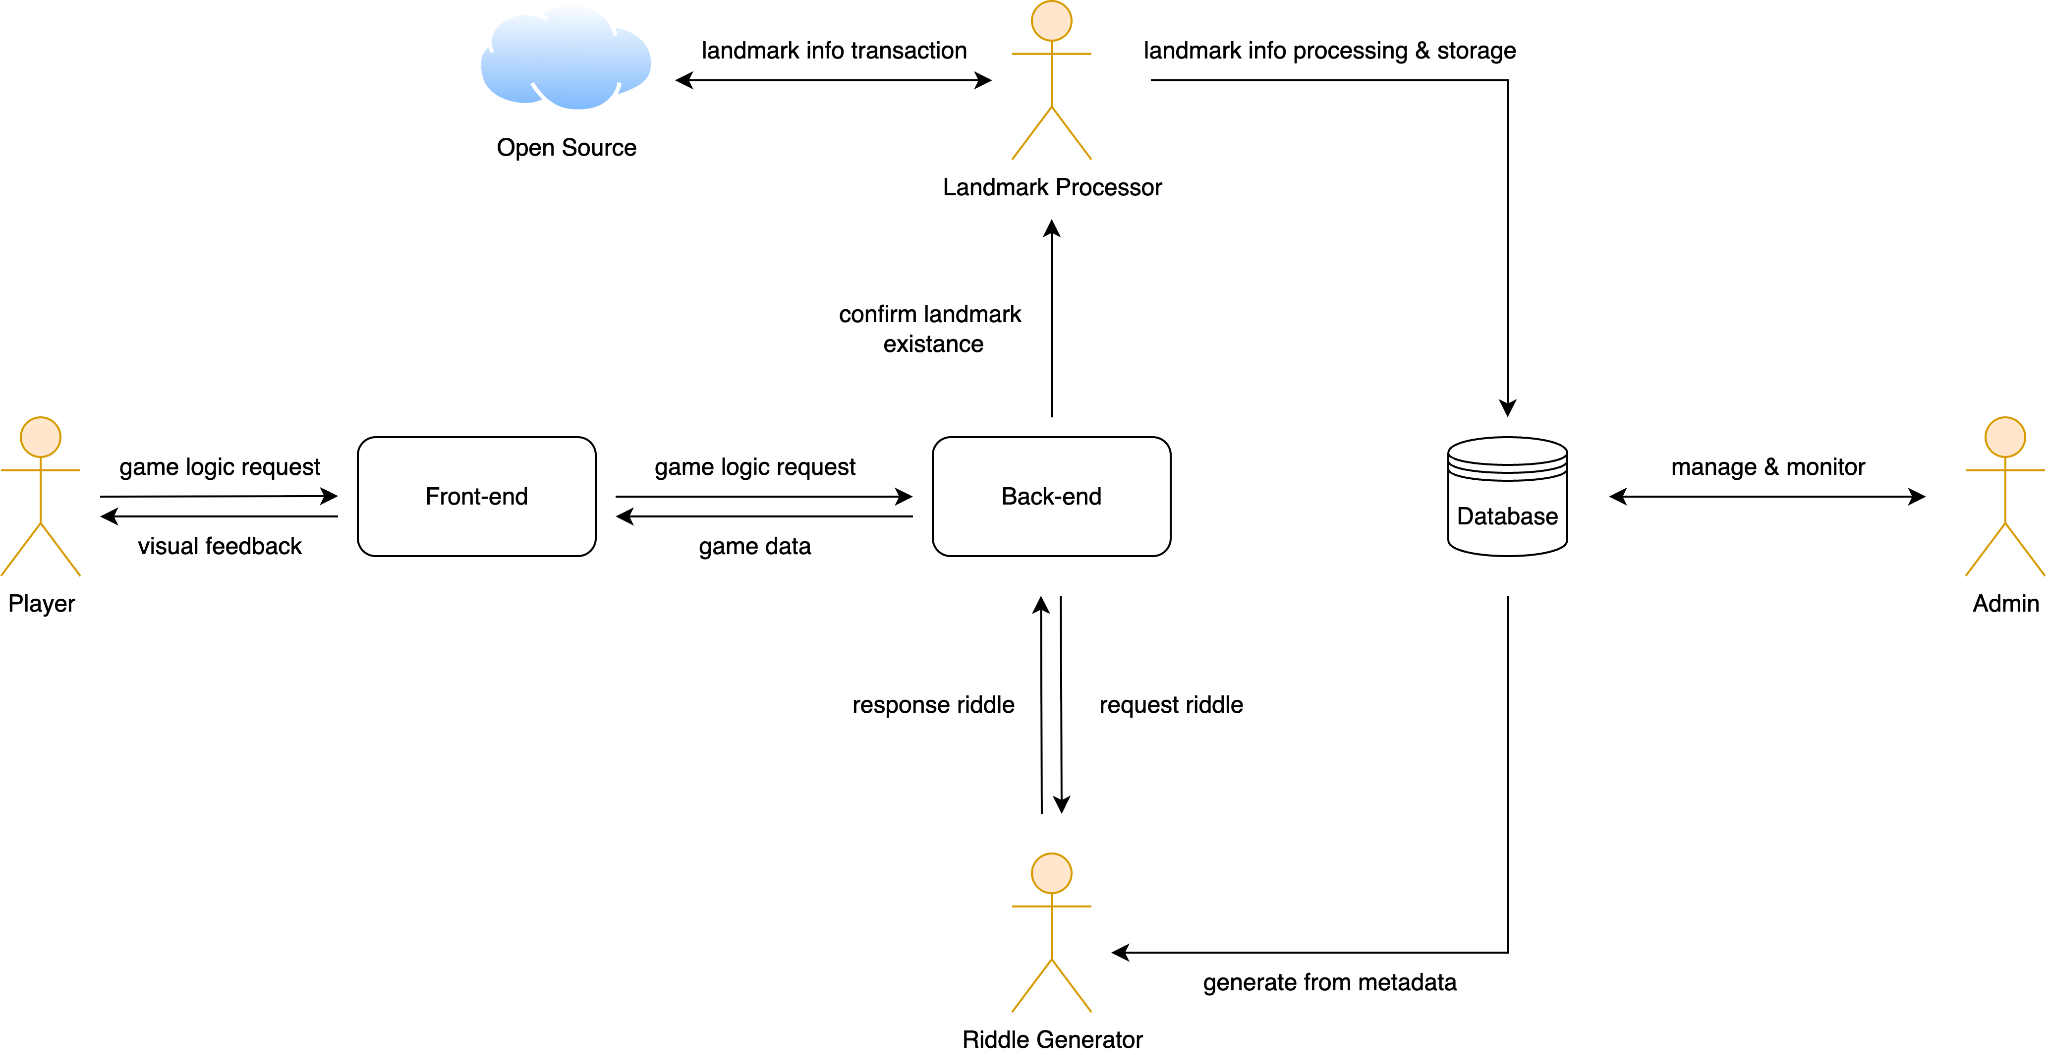 landmark info transaction
landmark info processing & storage
Open Source
Landmark Processor
confirm landmark
existance
game logic request
game logic request
manage & monitor
Front-end
Back-end
Database
visual feedback
game data
Player
Admin
response riddle
request riddle
generate from metadata
Riddle Generator